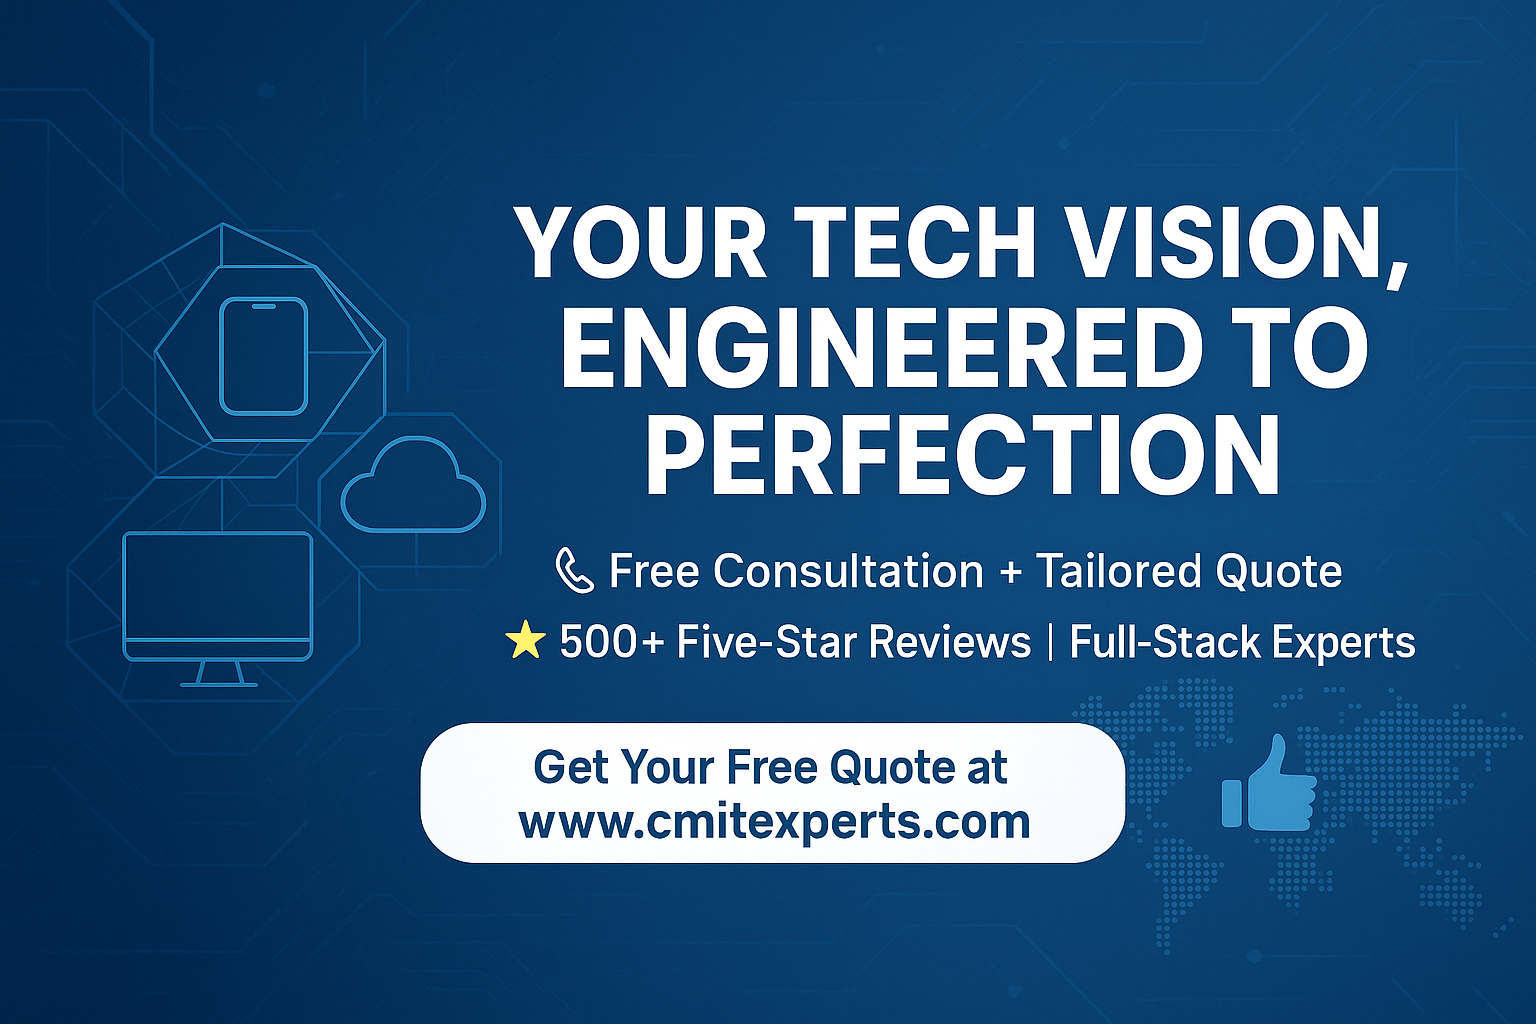 YOUR TECH VISION,
ENGINEERED TO
PERFECTION
Free Consultation + Tailored Quote
500+ Five-Star Reviews | Full-Stack Experts
Get Your Free Quote at
www.cmitexperts.com